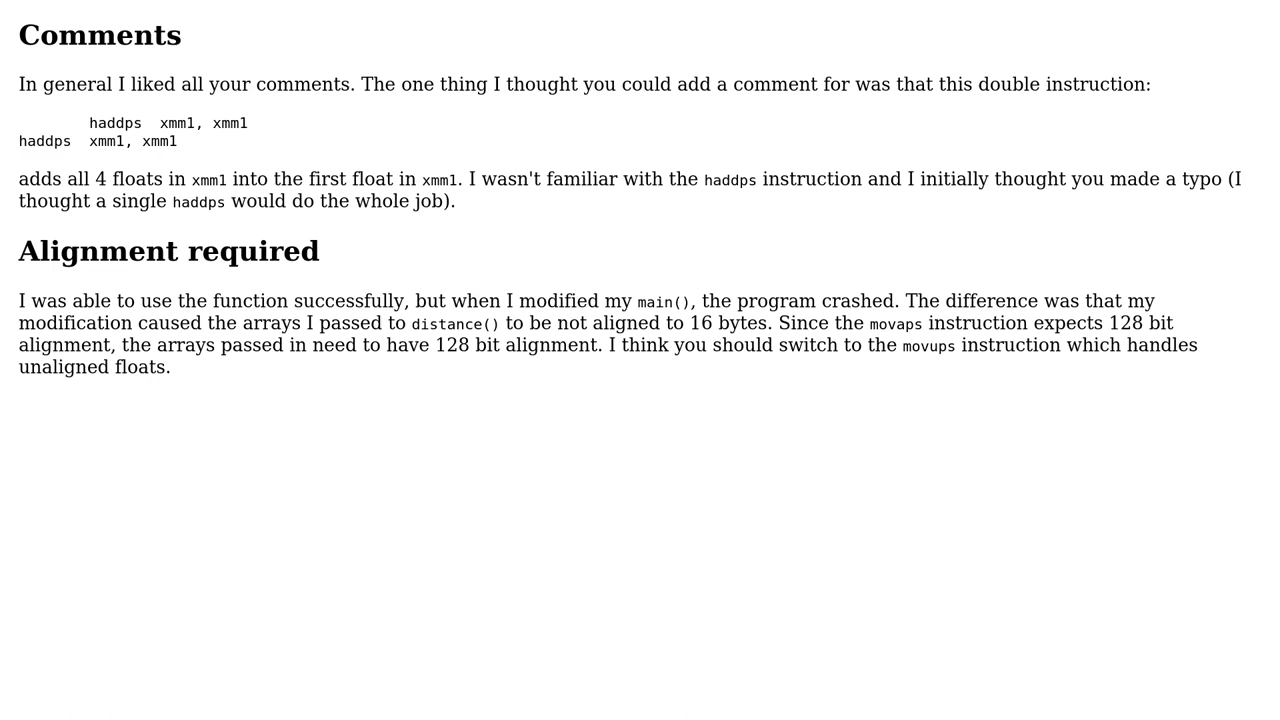 Comments
In general I liked all your comments. The one thing I thought you could add a comment for was that this double instruction:
haddps  xmm1, xmm1
haddps  xmm1, xmm1
adds all 4 floats in xmm1 into the first float in xmm1. I wasn't familiar with the haddps instruction and I initially thought you made a typo (I
thought a single haddps would do the whole job).
Alignment required
I was able to use the function successfully, but when I modified my main(), the program crashed. The difference was that my
modification caused the arrays I passed to distance() to be not aligned to 16 bytes. Since the movaps instruction expects 128 bit
alignment, the arrays passed in need to have 128 bit alignment. I think you should switch to the movups instruction which handles
unaligned floats.